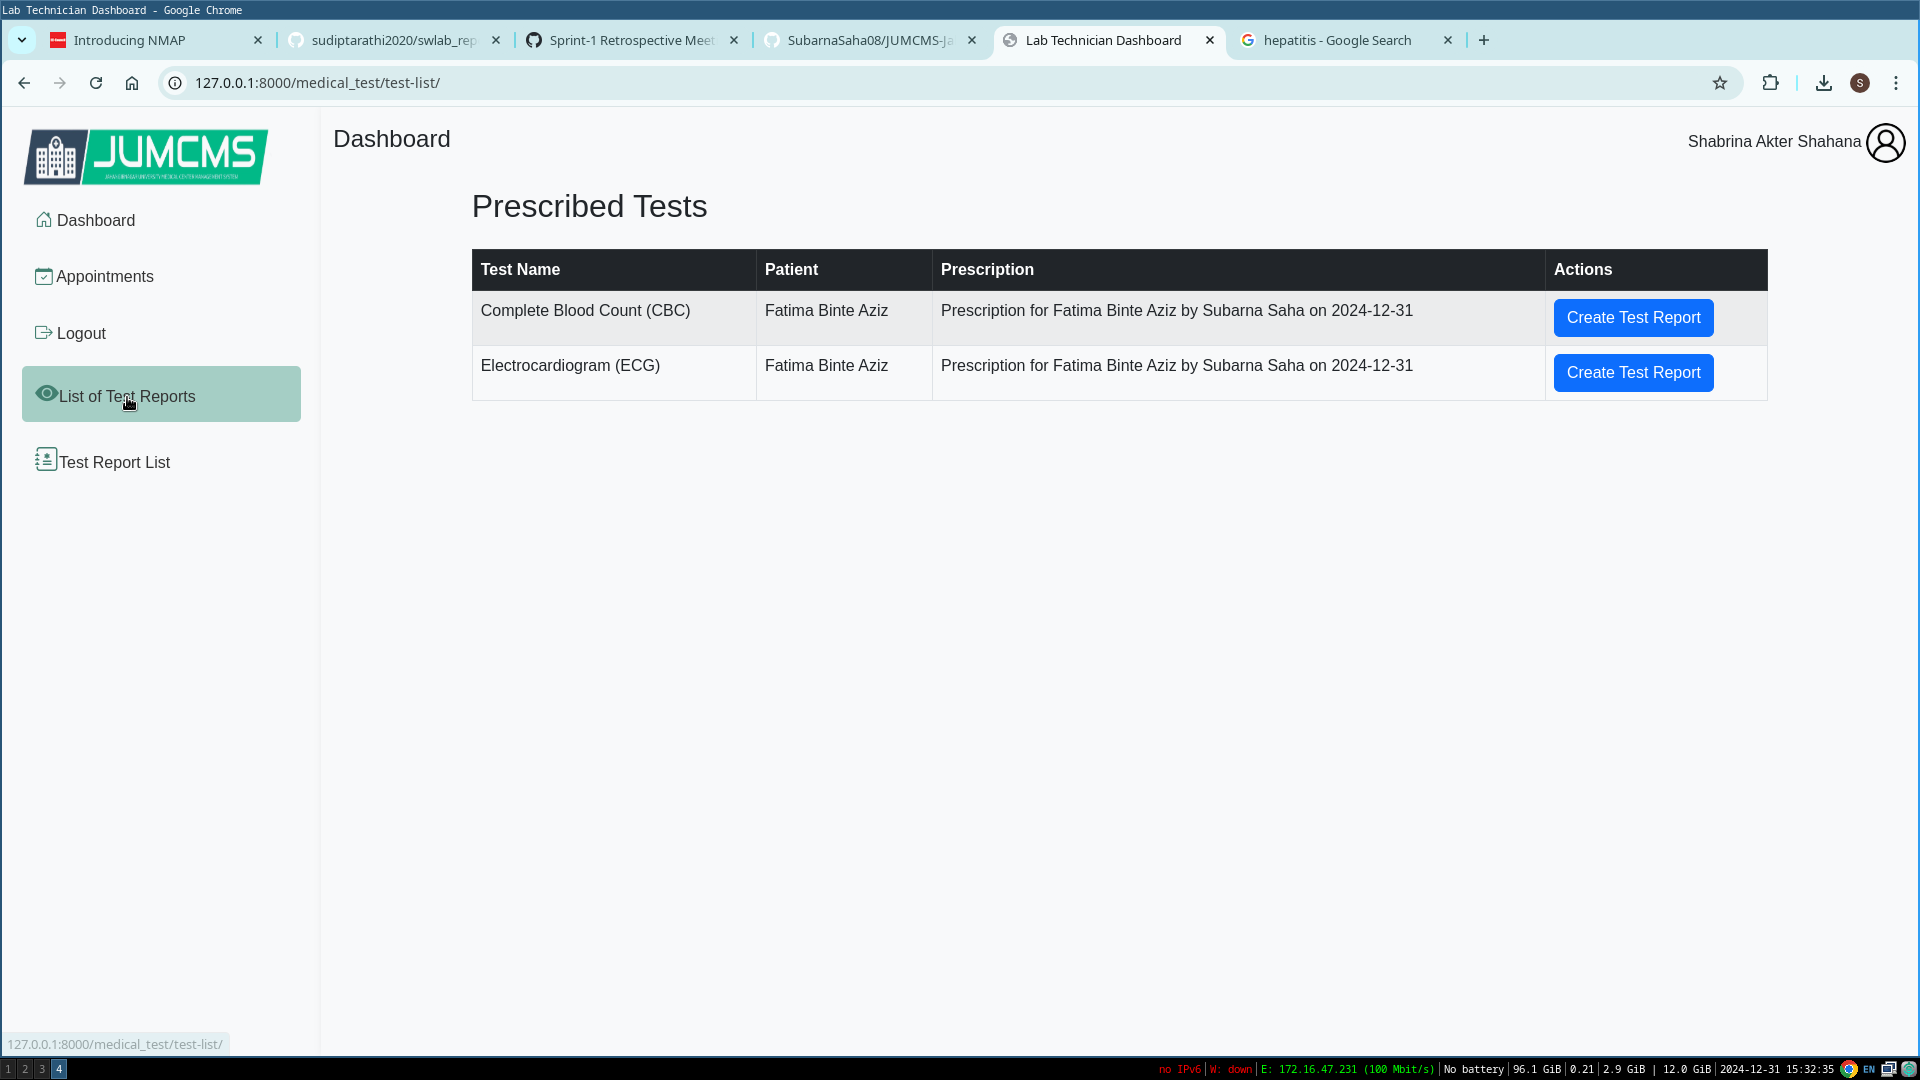 Lab Technician Dashboard - Google Chrome
Introducing NMAP
sudiptarathi2020/swlab_rep
Sprint-1 Retrospective Meet
SubarnaSaha08/JUMCMS-Ja
Lab Technician Dashboard
hepatitis - Google Search
127.0.0.1:8000/medical_test/test-list/
S
JUMCMS
Dashboard
Shabrina Akter Shahana
Dashboard
Appointments
Logout
List of Test Reports
Test Report List
Prescribed Tests
Test Name Patient Prescription Actions
Complete Blood Count (CBC) Fatima Binte Aziz Prescription for Fatima Binte Aziz by Subarna Saha on 2024-12-31 Create Test Report
Electrocardiogram (ECG) Fatima Binte Aziz Prescription for Fatima Binte Aziz by Subarna Saha on 2024-12-31 Create Test Report
127.0.0.1:8000/medical_test/test-list/
1 2 3 4
no IPv6 | W: down | E: 172.16.47.231 (100 Mbit/s) | No battery | 96.1 GiB | 0.21 | 2.9 GiB | 12.0 GiB | 2024-12-31 15:32:35 EN